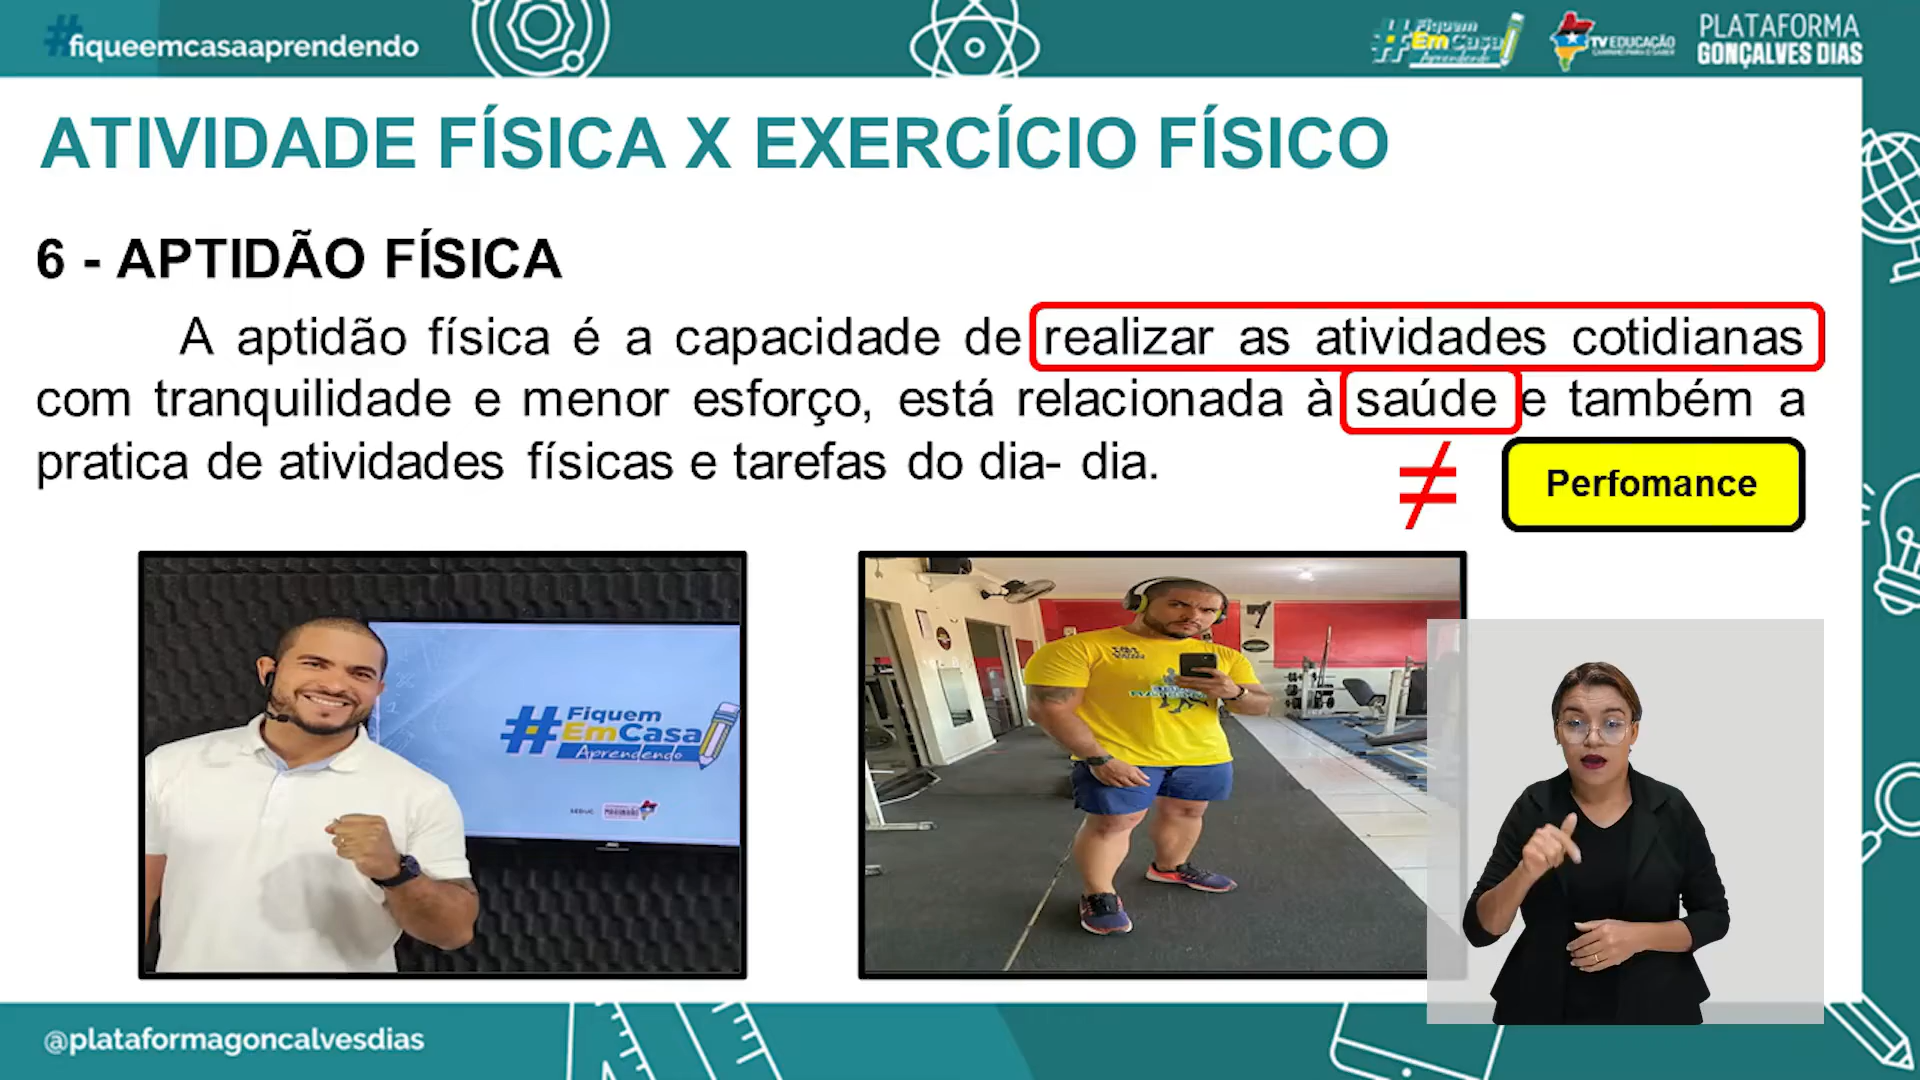 #fiqueemcasaaprendendo
#Fiquem
Em Casa
Aprendendo
TV EDUCAÇÃO
PLATAFORMA
GONÇALVES DIAS
ATIVIDADE FÍSICA X EXERCÍCIO FÍSICO
6 - APTIDÃO FÍSICA
A aptidão física é a capacidade de realizar as atividades cotidianas
com tranquilidade e menor esforço, está relacionada à saúde e também a
pratica de atividades físicas e tarefas do dia- dia.
≠
Perfomance
#Fiquem
EmCasa
Aprendendo
SEDUC
@plataformagoncalvesdias